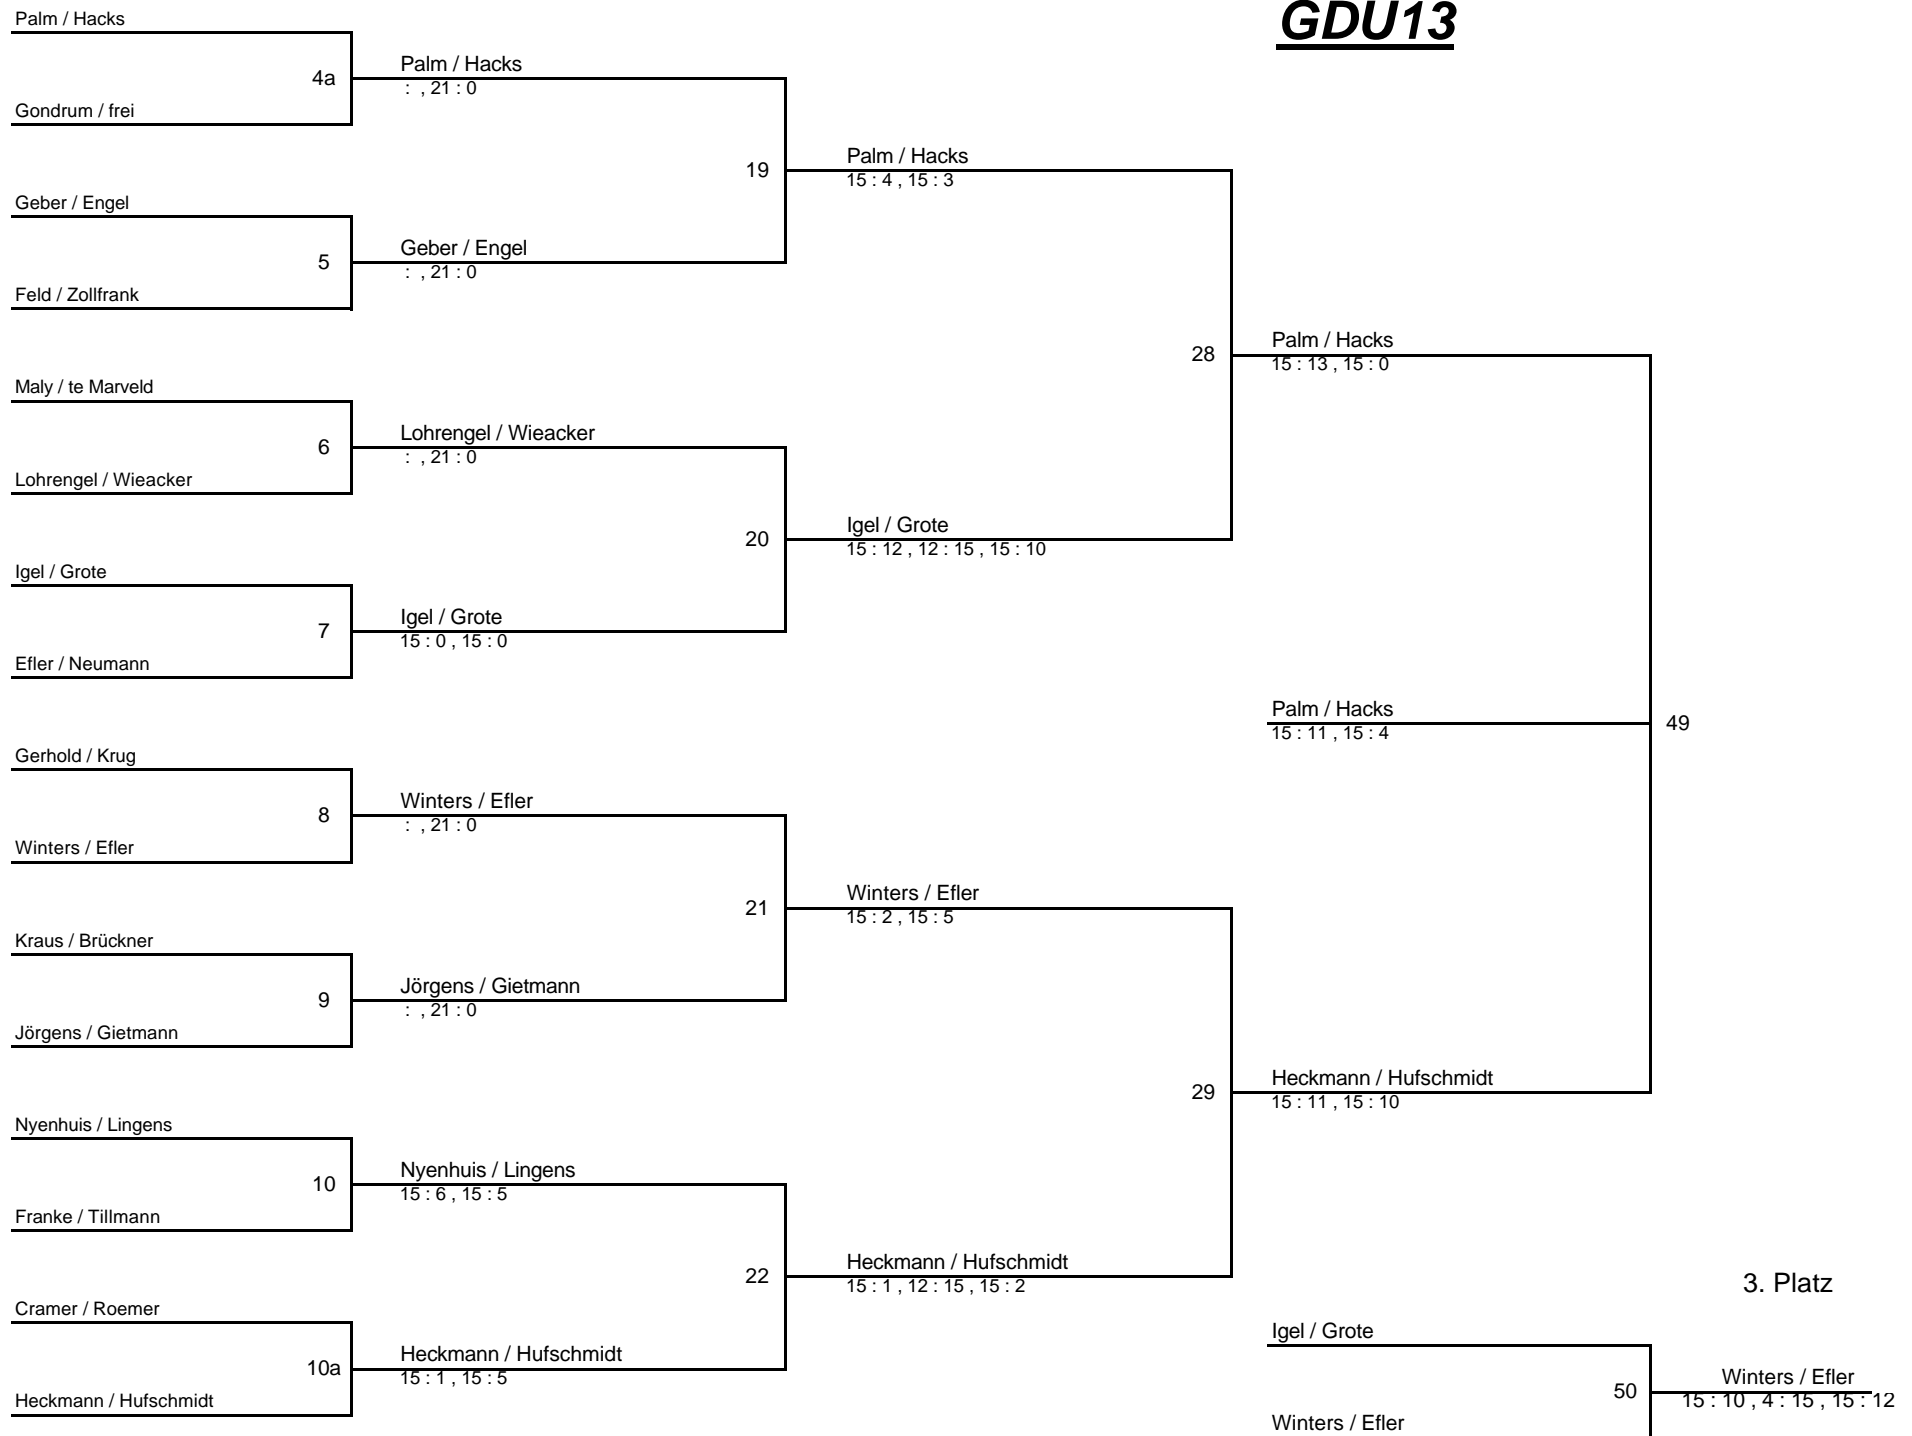 GDU13
Palm / Hacks
4a
Palm / Hacks
: , 21 : 0
Gondrum / frei
19
Palm / Hacks
15 : 4 , 15 : 3
Geber / Engel
5
Geber / Engel
: , 21 : 0
Feld / Zollfrank
28
Palm / Hacks
15 : 13 , 15 : 0
Maly / te Marveld
6
Lohrengel / Wieacker
: , 21 : 0
Lohrengel / Wieacker
20
Igel / Grote
15 : 12 , 12 : 15 , 15 : 10
Igel / Grote
7
Igel / Grote
15 : 0 , 15 : 0
Efler / Neumann
Palm / Hacks
15 : 11 , 15 : 4
49
Gerhold / Krug
8
Winters / Efler
: , 21 : 0
Winters / Efler
21
Winters / Efler
15 : 2 , 15 : 5
Kraus / Brückner
9
Jörgens / Gietmann
: , 21 : 0
Jörgens / Gietmann
29
Heckmann / Hufschmidt
15 : 11 , 15 : 10
Nyenhuis / Lingens
10
Nyenhuis / Lingens
15 : 6 , 15 : 5
Franke / Tillmann
22
Heckmann / Hufschmidt
15 : 1 , 12 : 15 , 15 : 2
Cramer / Roemer
10a
Heckmann / Hufschmidt
15 : 1 , 15 : 5
Heckmann / Hufschmidt
3. Platz
Igel / Grote
50
Winters / Efler
15 : 10 , 4 : 15 , 15 : 12
Winters / Efler